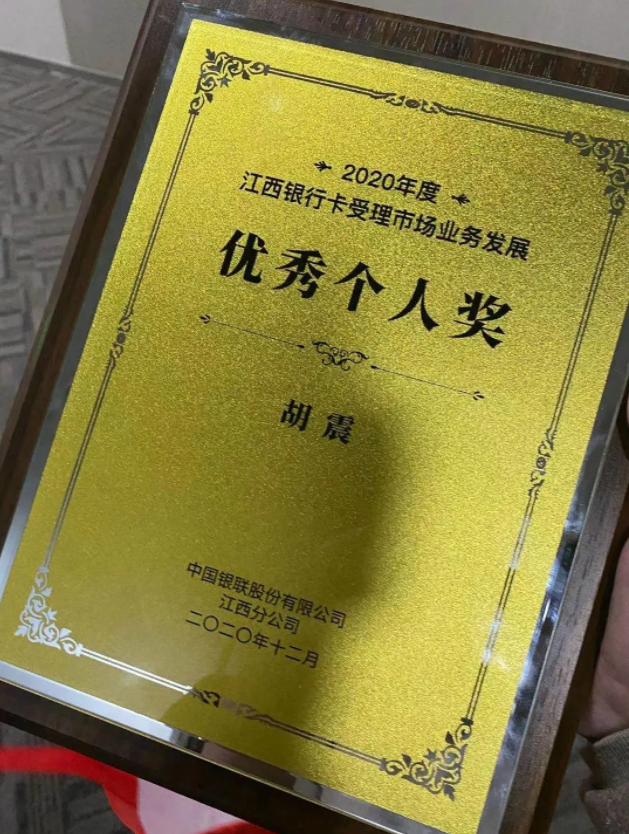 2020年度
江西银行卡受理市场业务发展
优秀个人奖
胡震
中国银联股份有限公司
江西分公司
二〇二〇年十二月